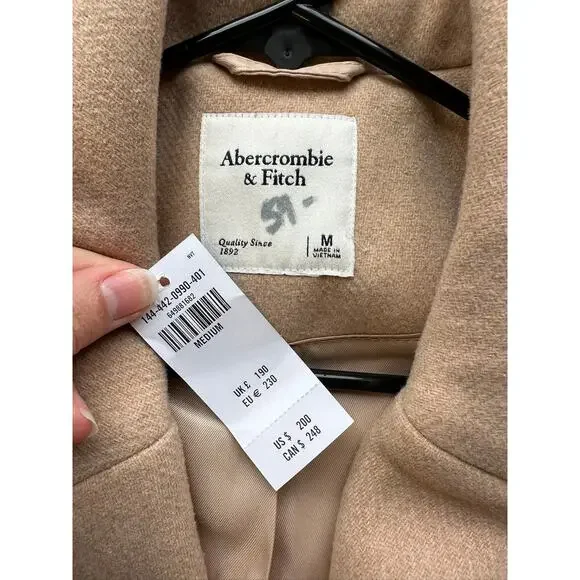 Abercrombie
& Fitch
59-
Quality Since
1892
M
MADE IN
VIETNAM
144-442-0990-401
649881682
MEDIUM
UK £ 190
EU € 230
US $ 200
CAN $ 248